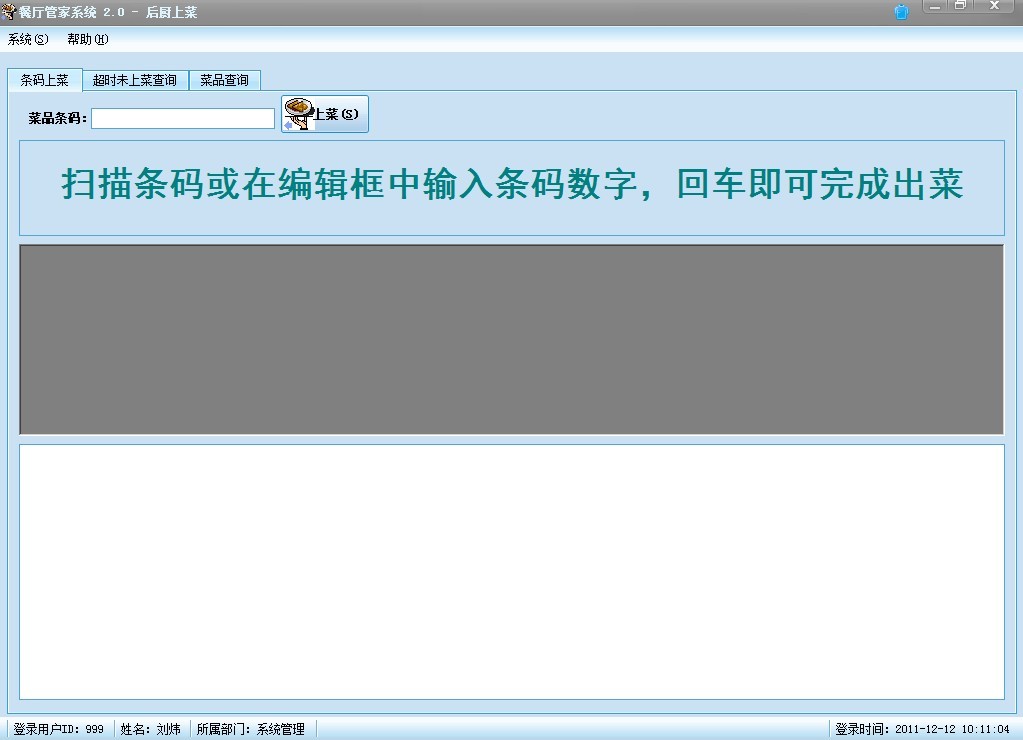 餐厅管家系统 2.0 - 后厨上菜
系统(S) 帮助(H)
条码上菜 超时未上菜查询 菜品查询
菜品条码: 上菜(S)
扫描条码或在编辑框中输入条码数字，回车即可完成出菜
登录用户ID: 999 姓名: 刘炜 所属部门: 系统管理 登录时间: 2011-12-12 10:11:04